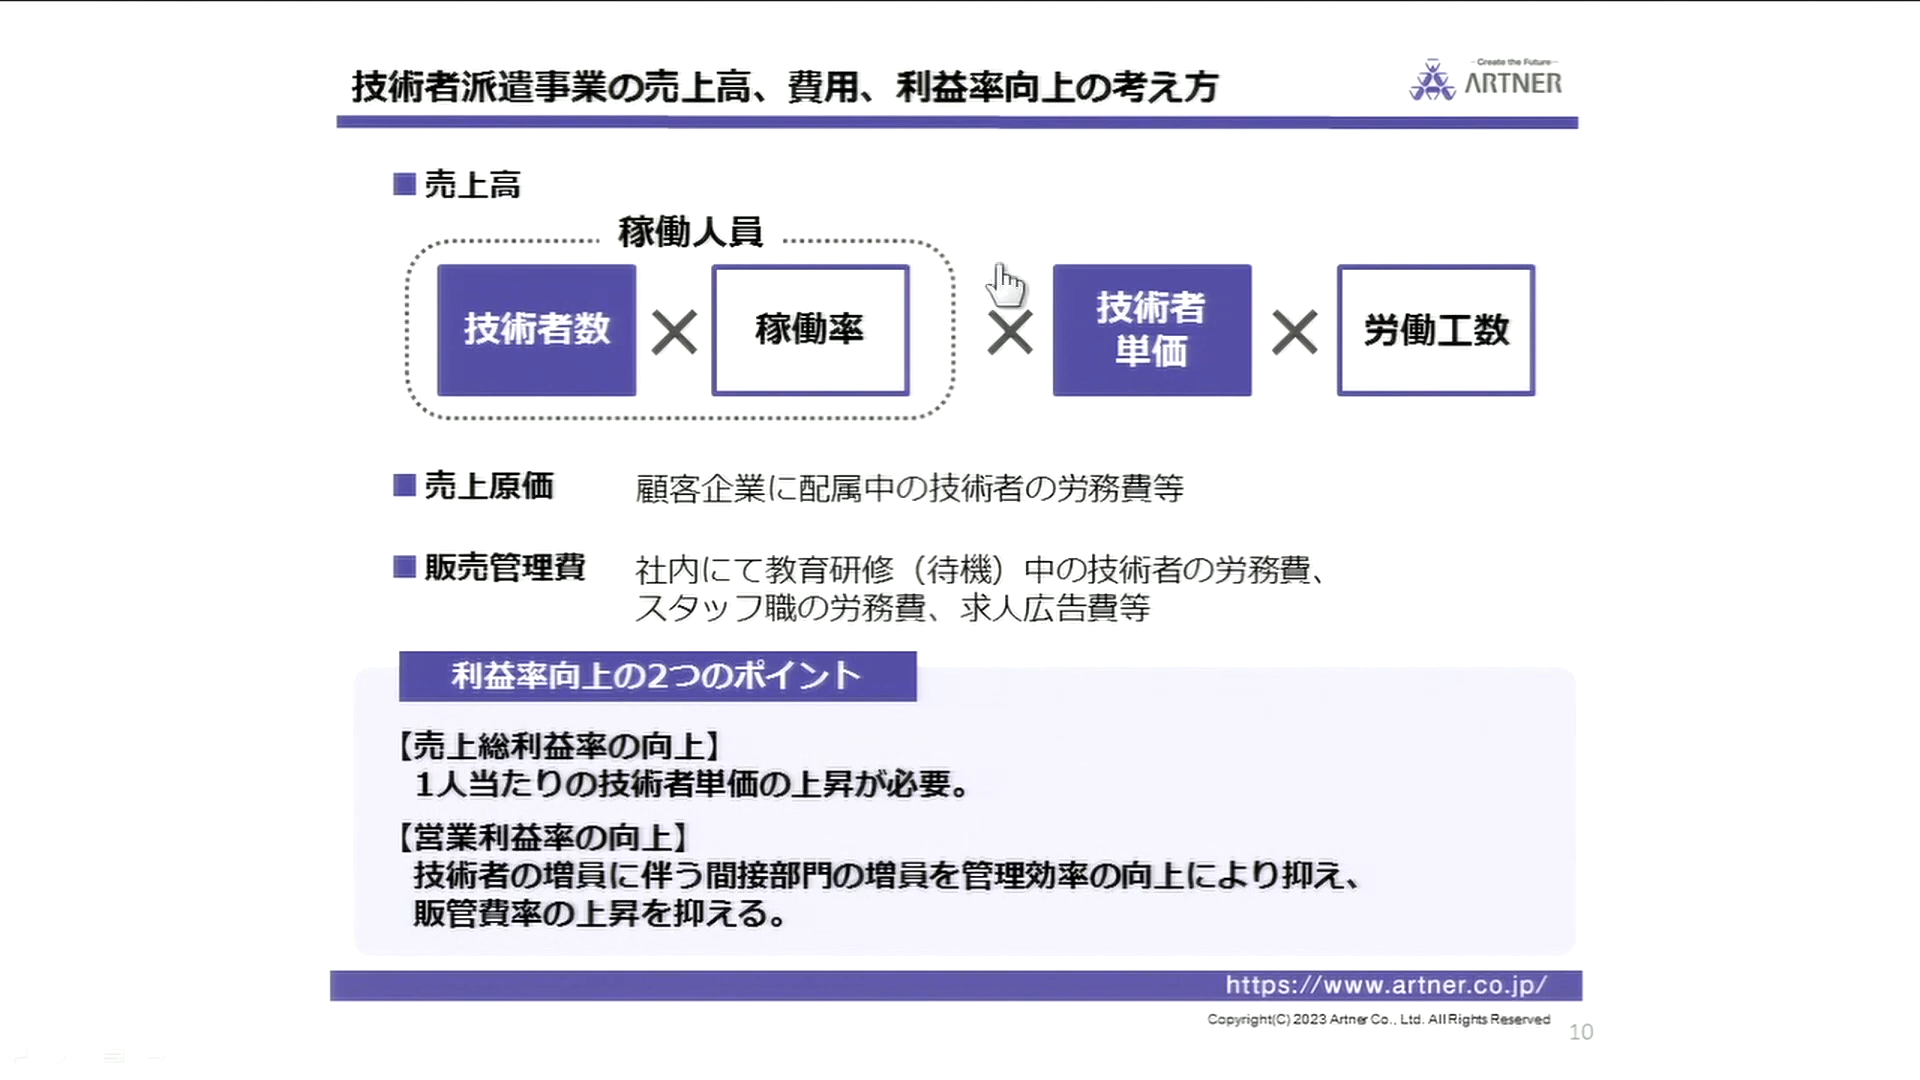 技術者派遣事業の売上高、費用、利益率向上の考え方
Create the Future
ARTNER
■売上高
稼働人員
技術者数
×
稼働率
×
技術者
単価
×
労働工数
■売上原価
顧客企業に配属中の技術者の労務費等
■販売管理費
社内にて教育研修（待機）中の技術者の労務費、
スタッフ職の労務費、求人広告費等
利益率向上の2つのポイント
【売上総利益率の向上】
1人当たりの技術者単価の上昇が必要。
【営業利益率の向上】
技術者の増員に伴う間接部門の増員を管理効率の向上により抑え、
販管費率の上昇を抑える。
https://www.artner.co.jp/
Copyright(C) 2023 Artner Co., Ltd. All Rights Reserved
10